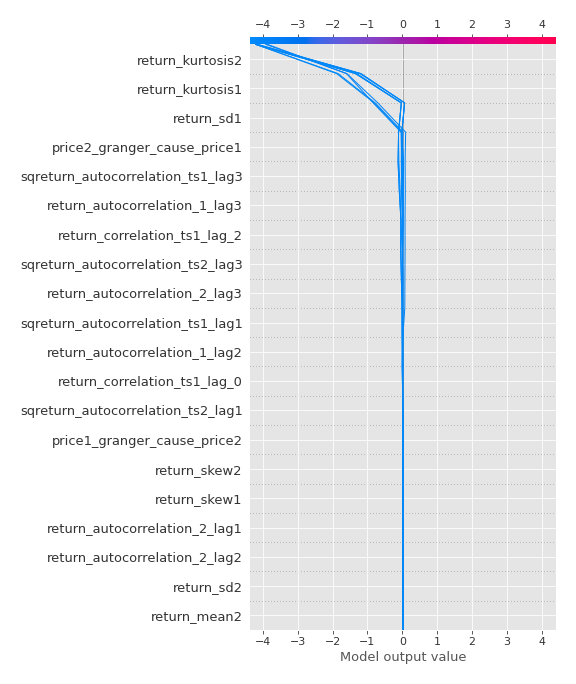 −4 −3 −2 −1 0 1 2 3 4
return_kurtosis2
return_kurtosis1
return_sd1
price2_granger_cause_price1
sqreturn_autocorrelation_ts1_lag3
return_autocorrelation_1_lag3
return_correlation_ts1_lag_2
sqreturn_autocorrelation_ts2_lag3
return_autocorrelation_2_lag3
sqreturn_autocorrelation_ts1_lag1
return_autocorrelation_1_lag2
return_correlation_ts1_lag_0
sqreturn_autocorrelation_ts2_lag1
price1_granger_cause_price2
return_skew2
return_skew1
return_autocorrelation_2_lag1
return_autocorrelation_2_lag2
return_sd2
return_mean2
−4 −3 −2 −1 0 1 2 3 4
Model output value